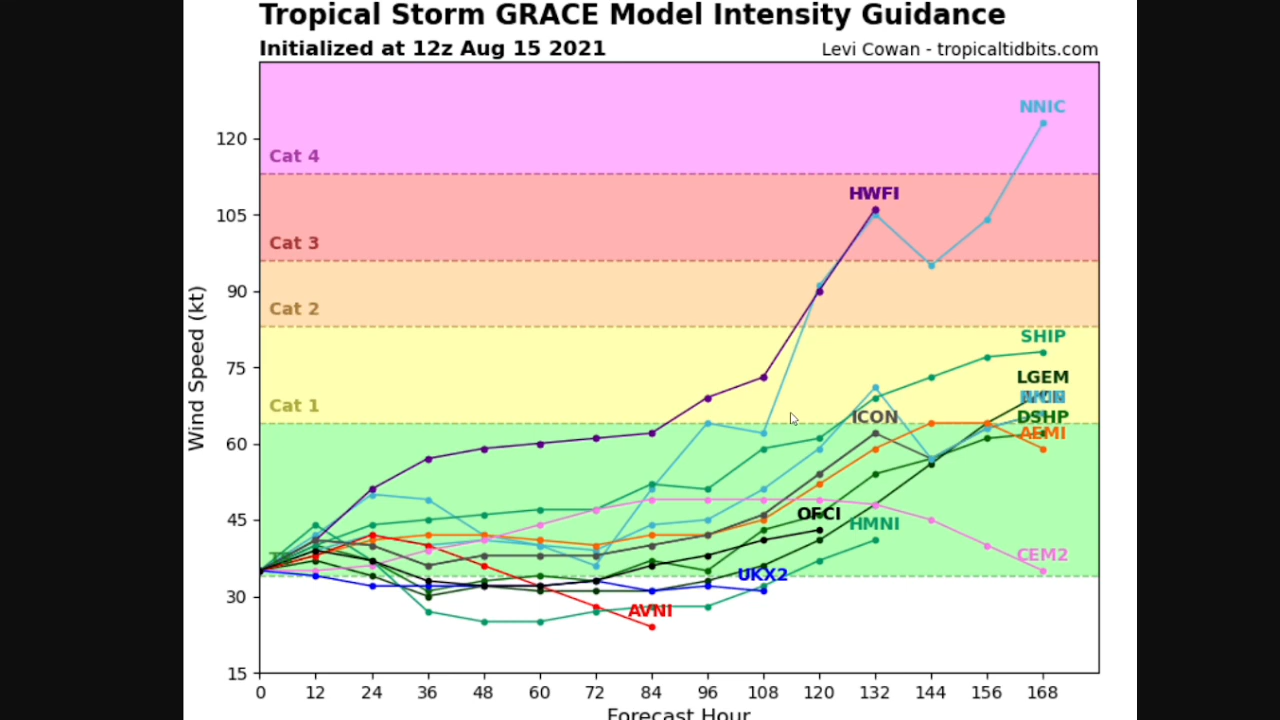 Tropical Storm GRACE Model Intensity Guidance
Initialized at 12z Aug 15 2021
Levi Cowan - tropicaltidbits.com
NNIC
120
Cat 4
HWFI
105
Cat 3
90
Cat 2
SHIP
75
LGEM
Cat 1
ICON
DSHP
AEMI
60
45
OFCI
HMNI
CEM2
UKX2
30
AVNI
15
0 12 24 36 48 60 72 84 96 108 120 132 144 156 168
Wind Speed (kt)
Forecast Hour